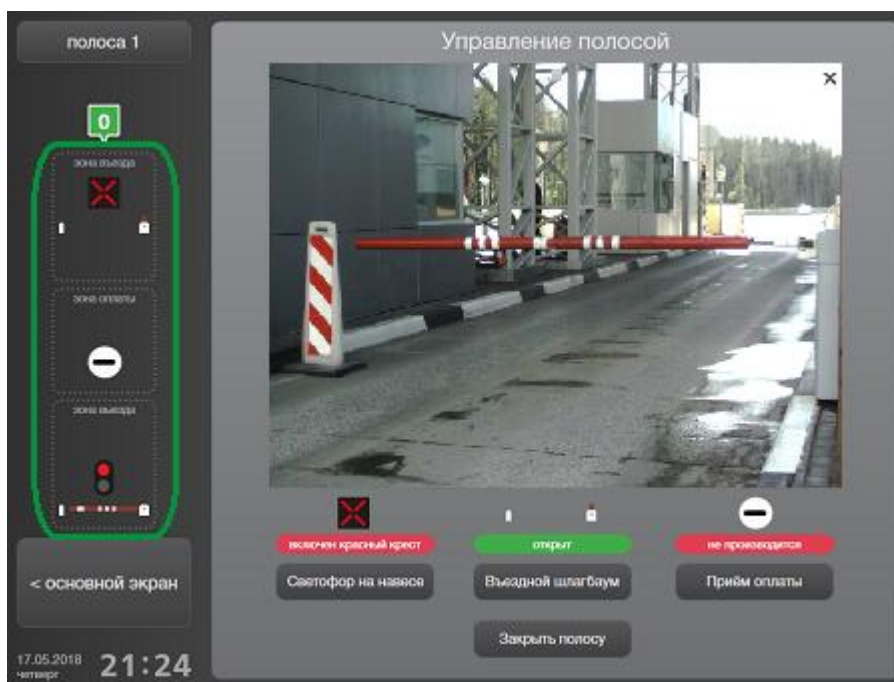 полоса 1
0
зона въезда
зона оплаты
зона выезда
< основной экран
17.05.2018
четверг
21:24
Управление полосой
включен красный крест
открыт
не производится
Светофор на навесе
Въездной шлагбаум
Приём оплаты
Закрыть полосу